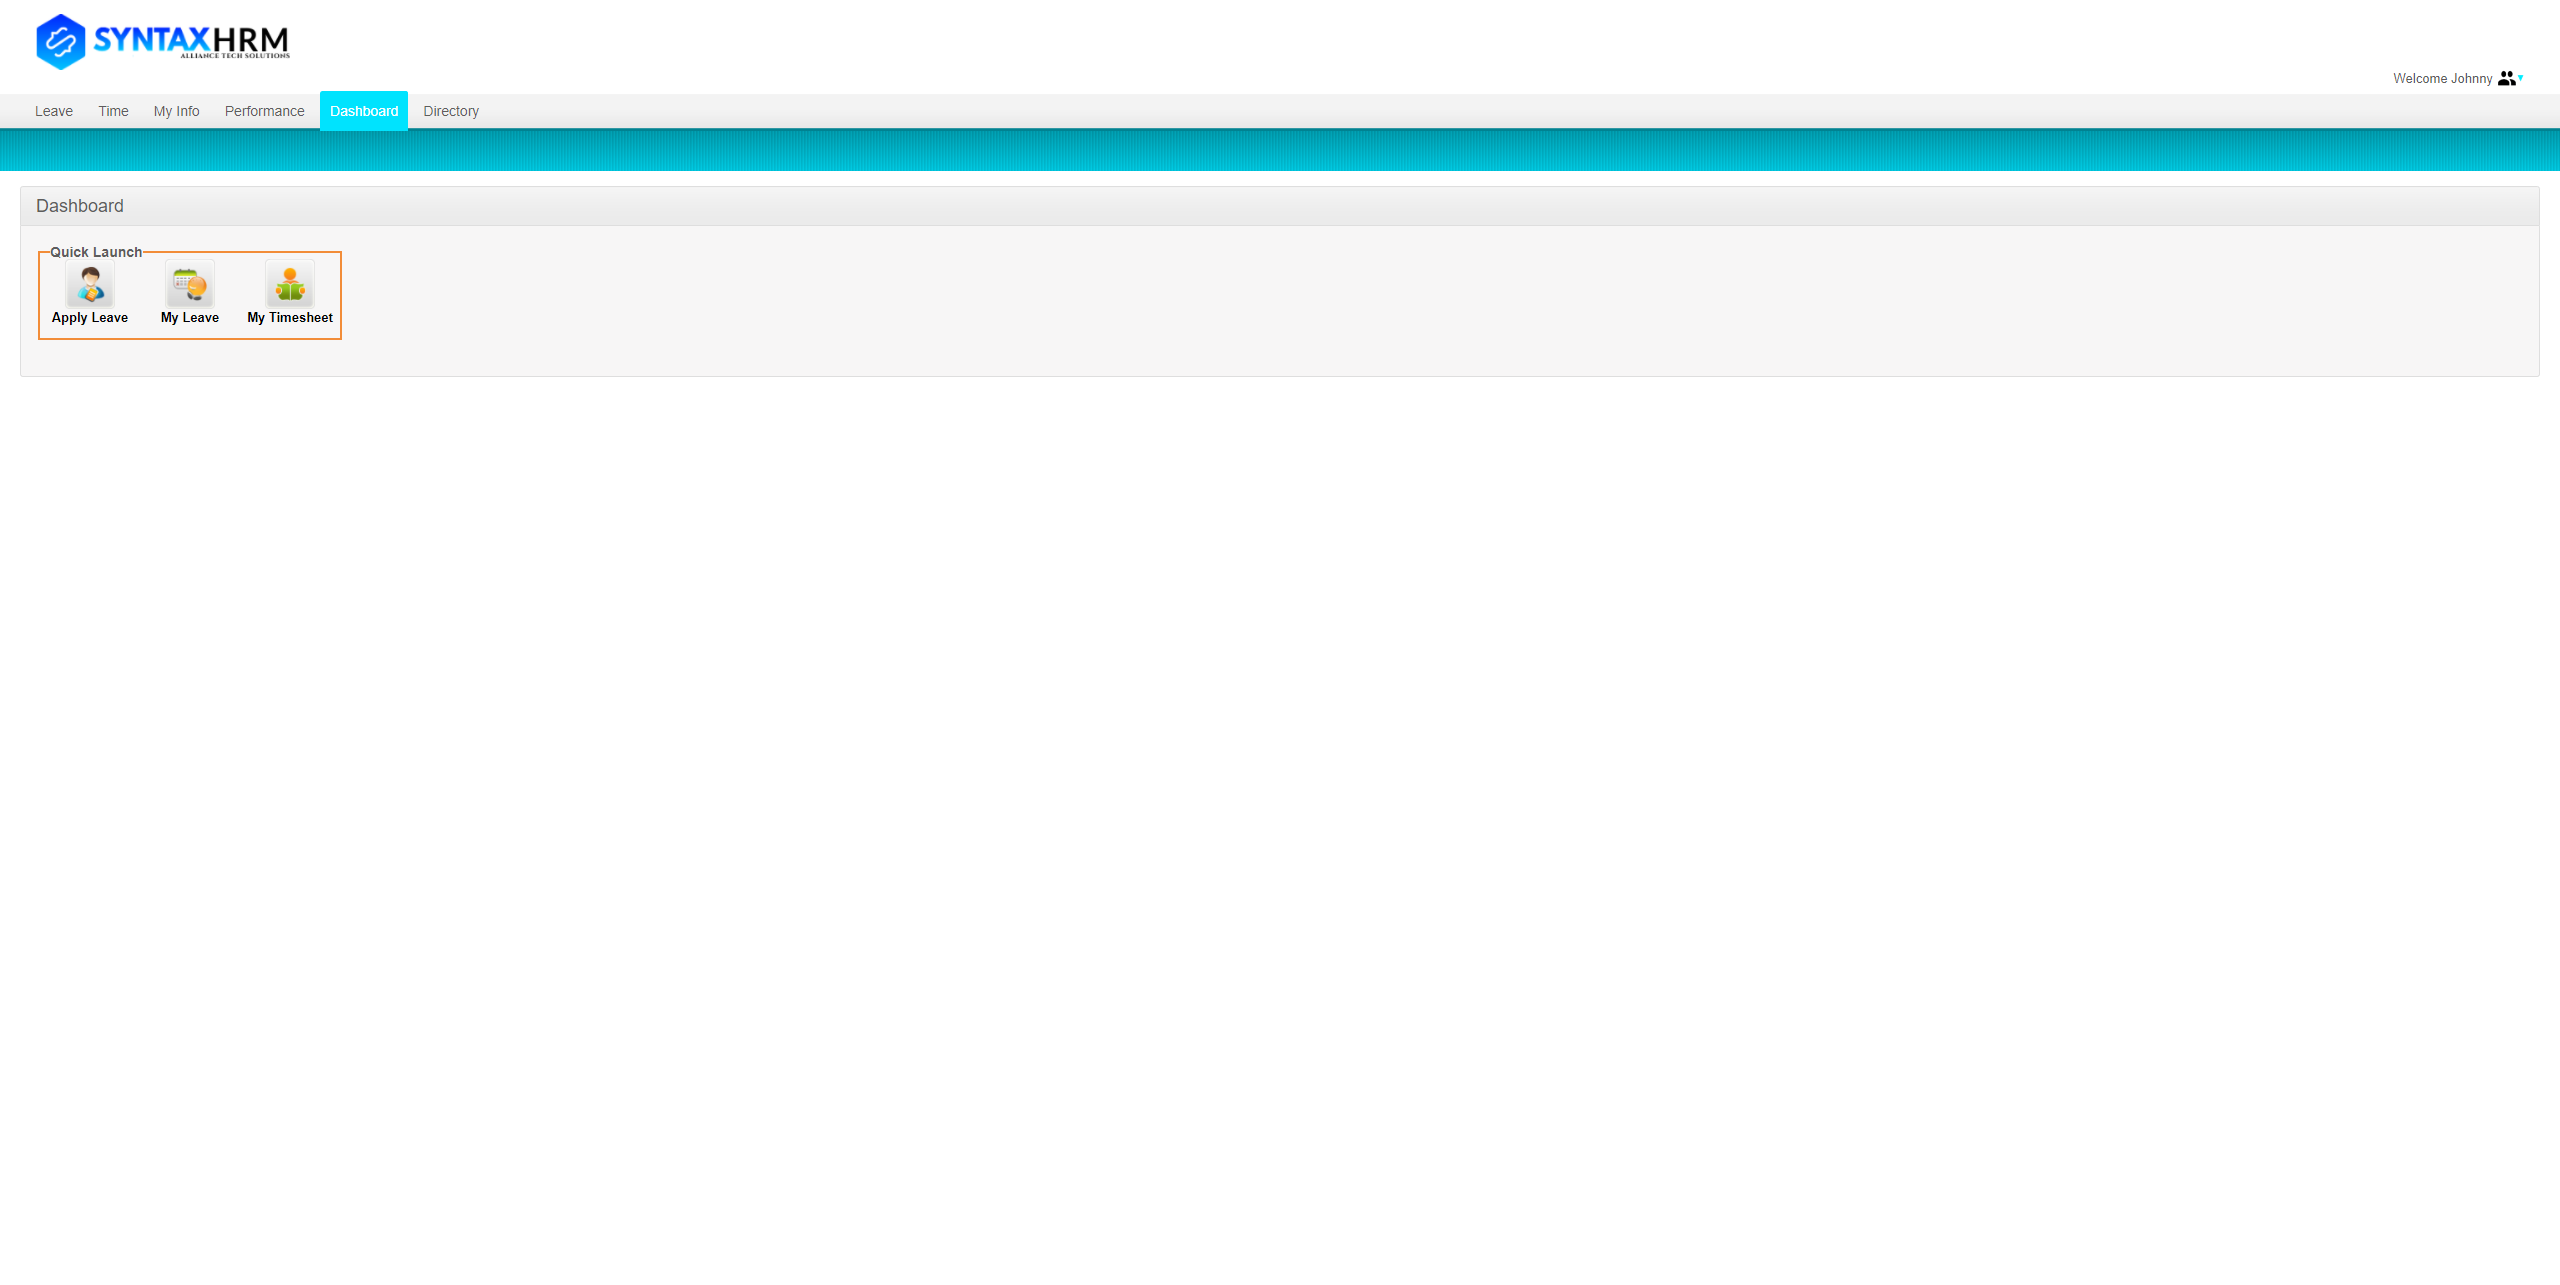 SYNTAXHRM
ALLIANCE TECH SOLUTIONS
Welcome Johnny
Leave Time My Info Performance Dashboard Directory
Dashboard
Quick Launch
Apply Leave My Leave My Timesheet